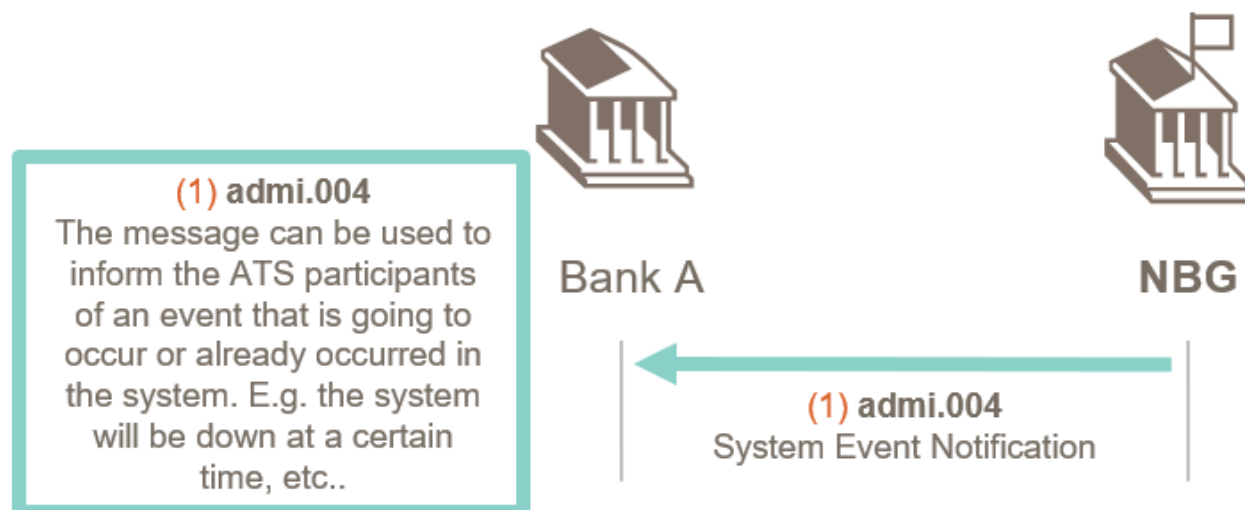 (1) admi.004
The message can be used to
inform the ATS participants
of an event that is going to
occur or already occurred in
the system. E.g. the system
will be down at a certain
time, etc..
Bank A
NBG
(1) admi.004
System Event Notification